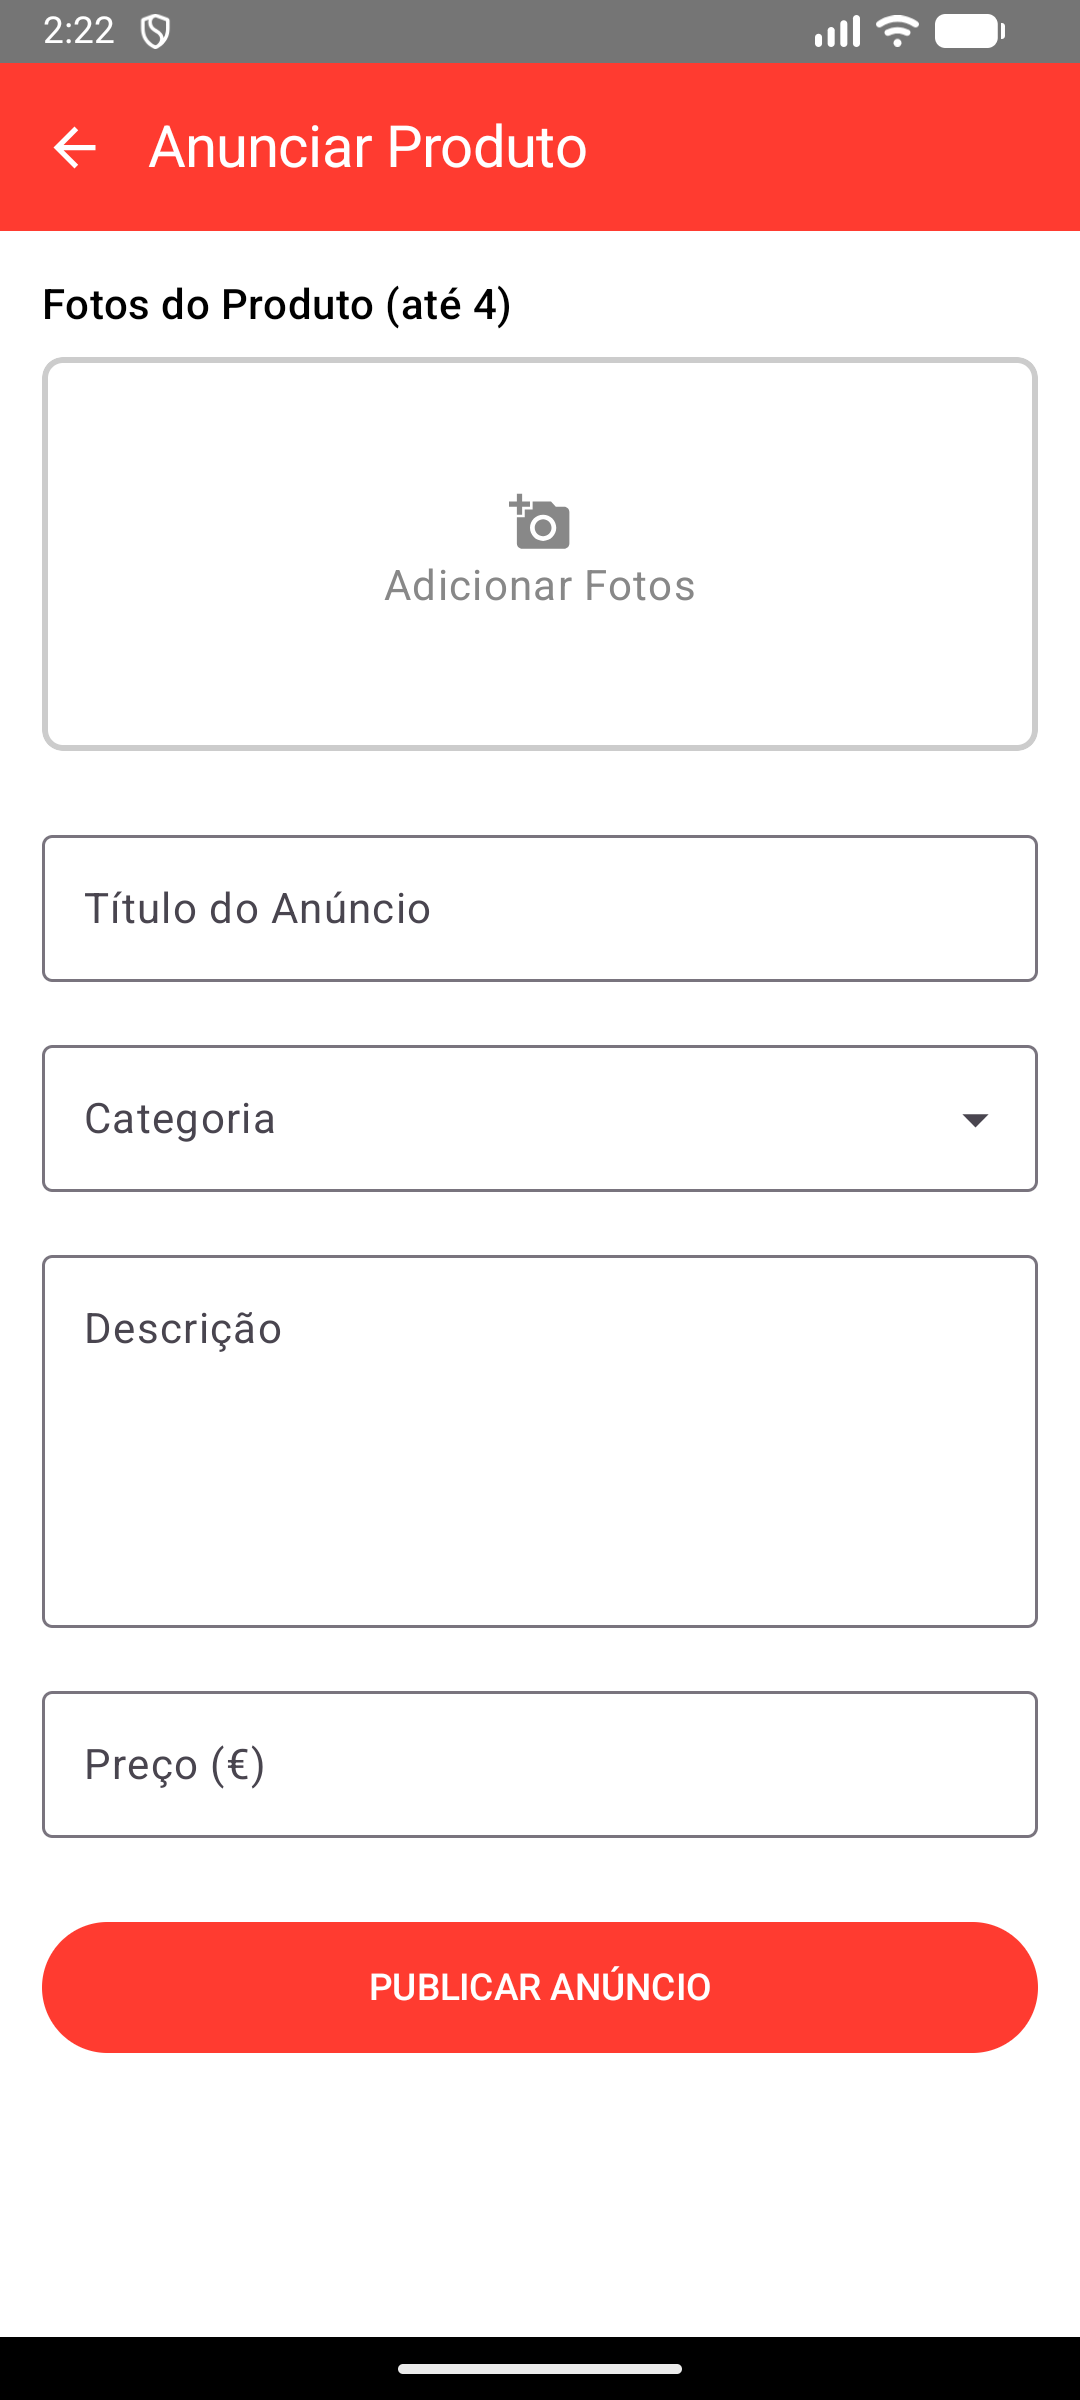 2:22
Anunciar Produto
Fotos do Produto (até 4)
Adicionar Fotos
Título do Anúncio
Categoria
Descrição
Preço (€)
PUBLICAR ANÚNCIO